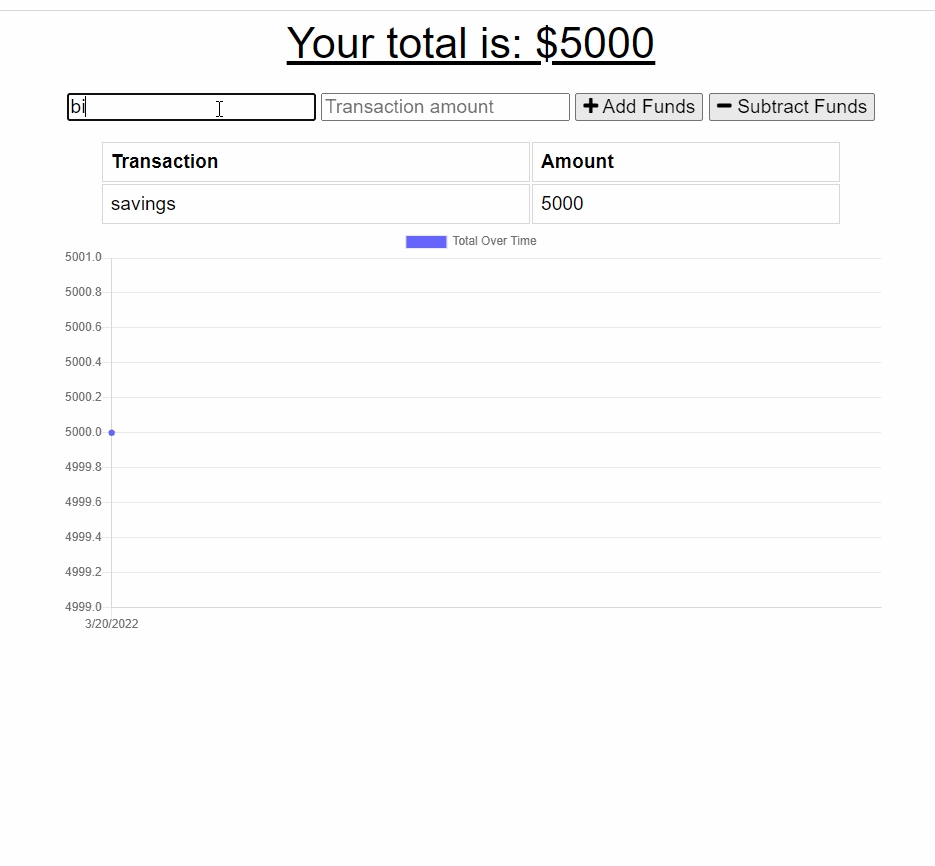 Your total is: $5000
bi Transaction amount Add Funds Subtract Funds
Transaction Amount
savings 5000
Total Over Time
5001.0
5000.8
5000.6
5000.4
5000.2
5000.0
4999.8
4999.6
4999.4
4999.2
4999.0
3/20/2022